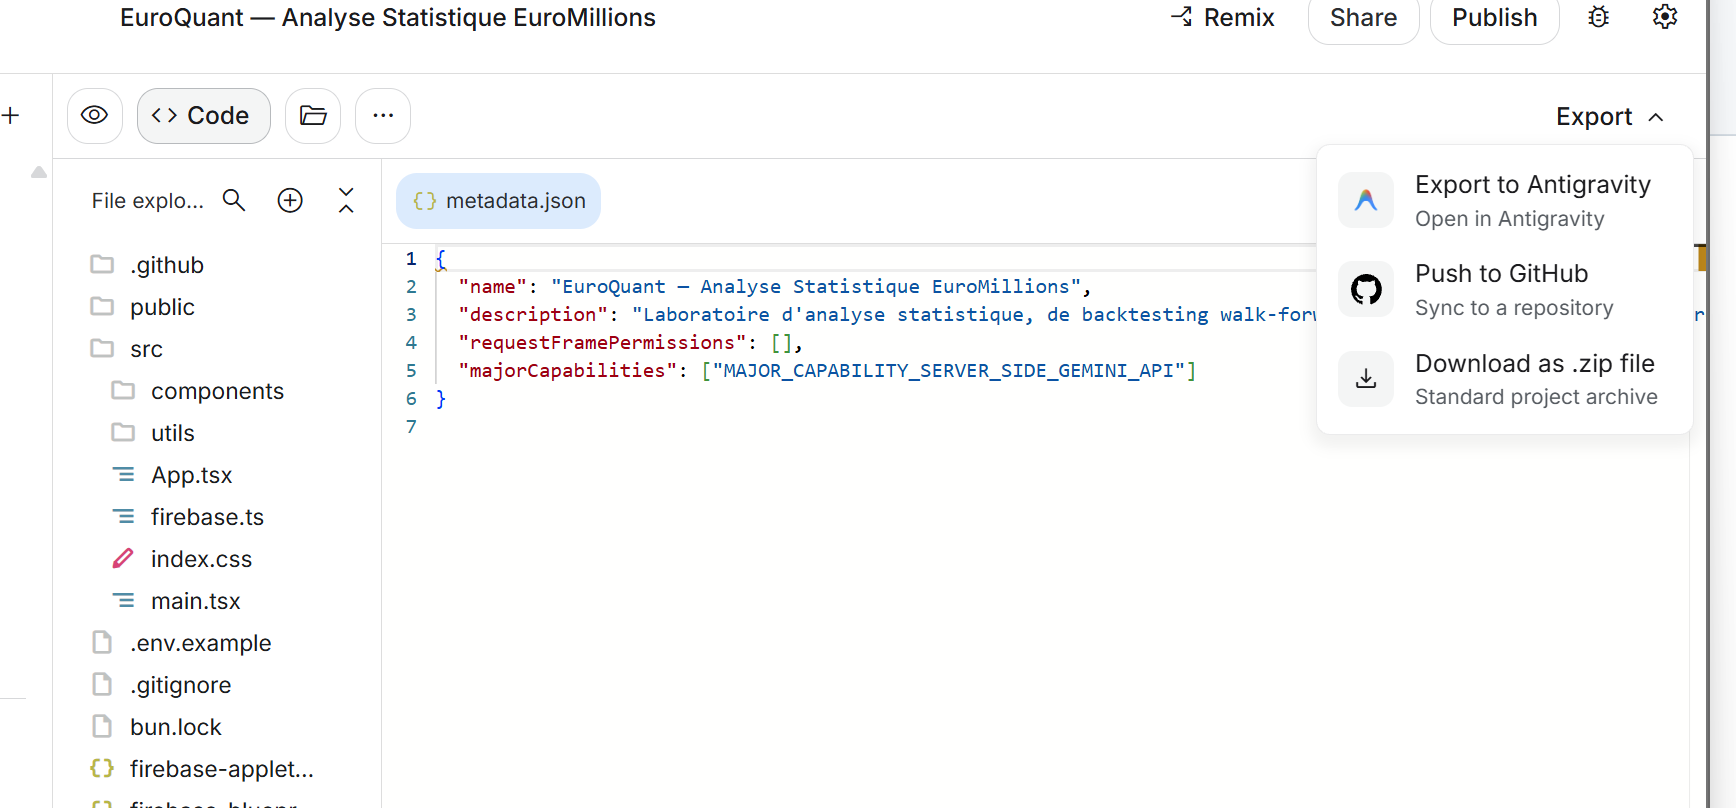 EuroQuant — Analyse Statistique EuroMillions
Remix
Share
Publish
Code
Export
File explo...
metadata.json
Export to Antigravity
Open in Antigravity
Push to GitHub
Sync to a repository
Download as .zip file
Standard project archive
.github
public
src
components
utils
App.tsx
firebase.ts
index.css
main.tsx
.env.example
.gitignore
bun.lock
firebase-applet...
1 {
2 "name": "EuroQuant — Analyse Statistique EuroMillions",
3 "description": "Laboratoire d'analyse statistique, de backtesting walk-for
4 "requestFramePermissions": [],
5 "majorCapabilities": ["MAJOR_CAPABILITY_SERVER_SIDE_GEMINI_API"]
6 }
7